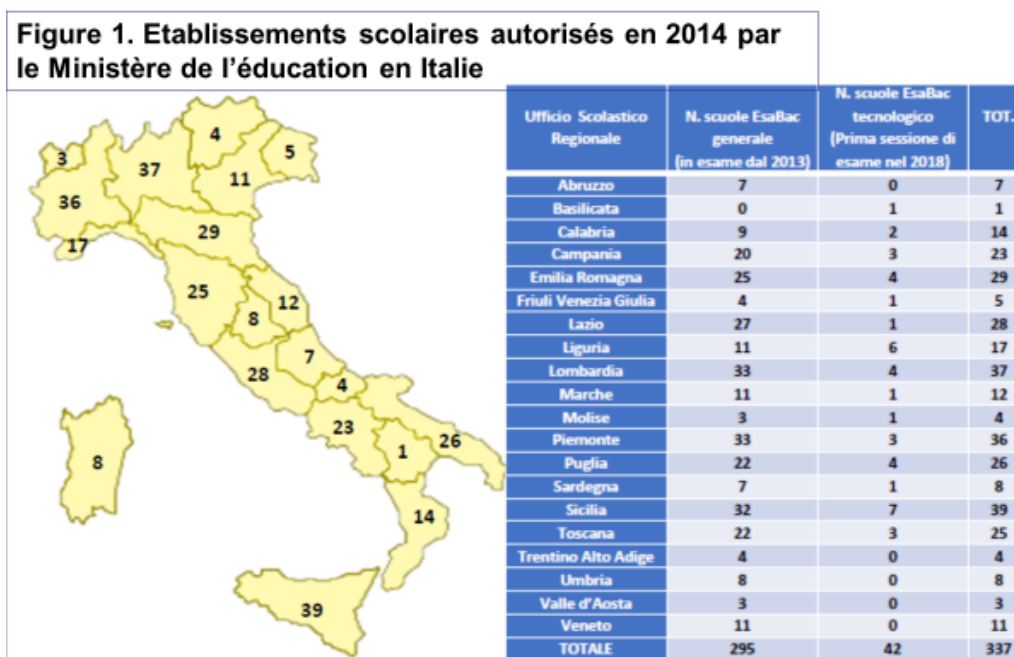 Figure 1. Etablissements scolaires autorisés en 2014 par
le Ministère de l'éducation en Italie
4
5
3
37
11
36
29
17
25
12
8
7
28
4
23
26
1
8
14
39
Ufficio Scolastico Regionale | N. scuole EsaBac generale (in esame dal 2013) | N. scuole EsaBac tecnologico (Prima sessione di esame nel 2018) | TOT.
Abruzzo 7 0 7
Basilicata 0 1 1
Calabria 9 2 14
Campania 20 3 23
Emilia Romagna 25 4 29
Friuli Venezia Giulia 4 1 5
Lazio 27 1 28
Liguria 11 6 17
Lombardia 33 4 37
Marche 11 1 12
Molise 3 1 4
Piemonte 33 3 36
Puglia 22 4 26
Sardegna 7 1 8
Sicilia 32 7 39
Toscana 22 3 25
Trentino Alto Adige 4 0 4
Umbria 8 0 8
Valle d'Aosta 3 0 3
Veneto 11 0 11
TOTALE 295 42 337